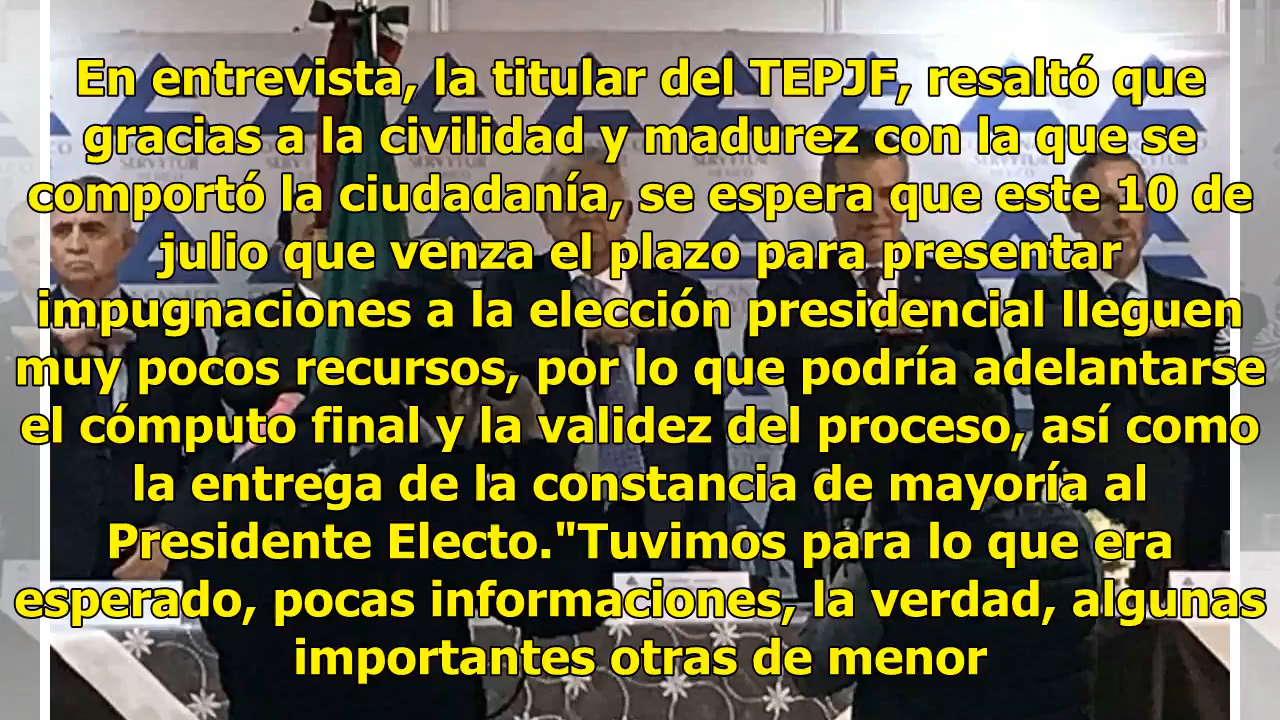 En entrevista, la titular del TEPJF, resaltó que
gracias a la civilidad y madurez con la que se
comportó la ciudadanía, se espera que este 10 de
julio que venza el plazo para presentar
impugnaciones a la elección presidencial lleguen
muy pocos recursos, por lo que podría adelantarse
el cómputo final y la validez del proceso, así como
la entrega de la constancia de mayoría al
Presidente Electo."Tuvimos para lo que era
esperado, pocas informaciones, la verdad, algunas
importantes otras de menor